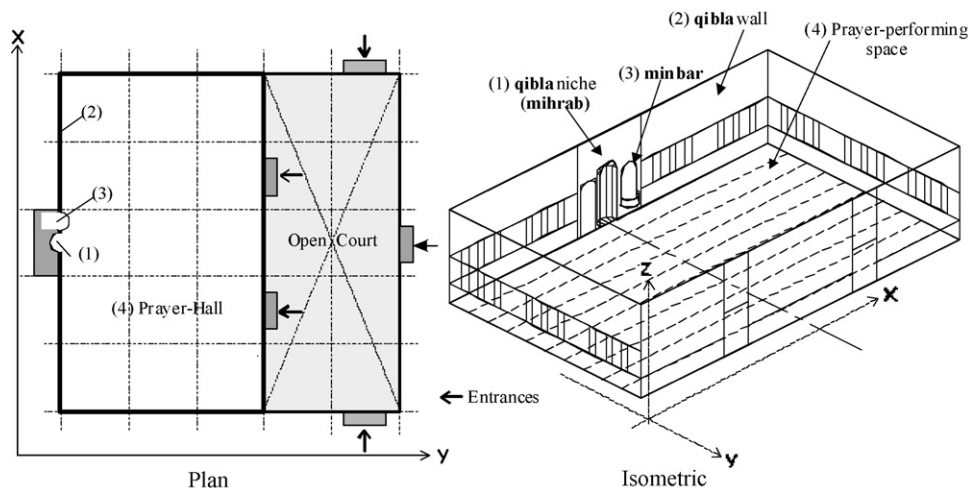 X
(2)
(3)
(1)
Open Court
(4) Prayer-Hall
Entrances
Y
Plan
(2) qibla wall
(4) Prayer-performing
space
(1) qibla niche
(mihrab)
(3) minbar
Z
X
Y
Isometric